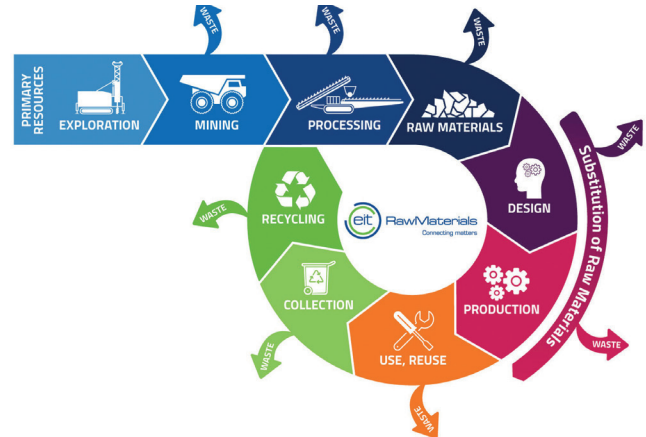 WASTE
WASTE
WASTE
PRIMARY
RESOURCES
EXPLORATION
MINING
PROCESSING
RAW MATERIALS
WASTE
Substitution of Raw Materials
DESIGN
RECYCLING
eit RawMaterials
Connecting matters
WASTE
COLLECTION
PRODUCTION
WASTE
USE, REUSE
WASTE
WASTE